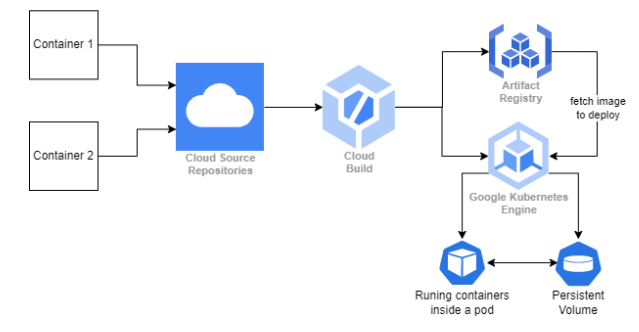 Container 1
Container 2
Cloud Source
Repositories
Cloud
Build
Artifact
Registry
fetch image
to deploy
Google Kubernetes
Engine
Runing containers
inside a pod
Persistent
Volume